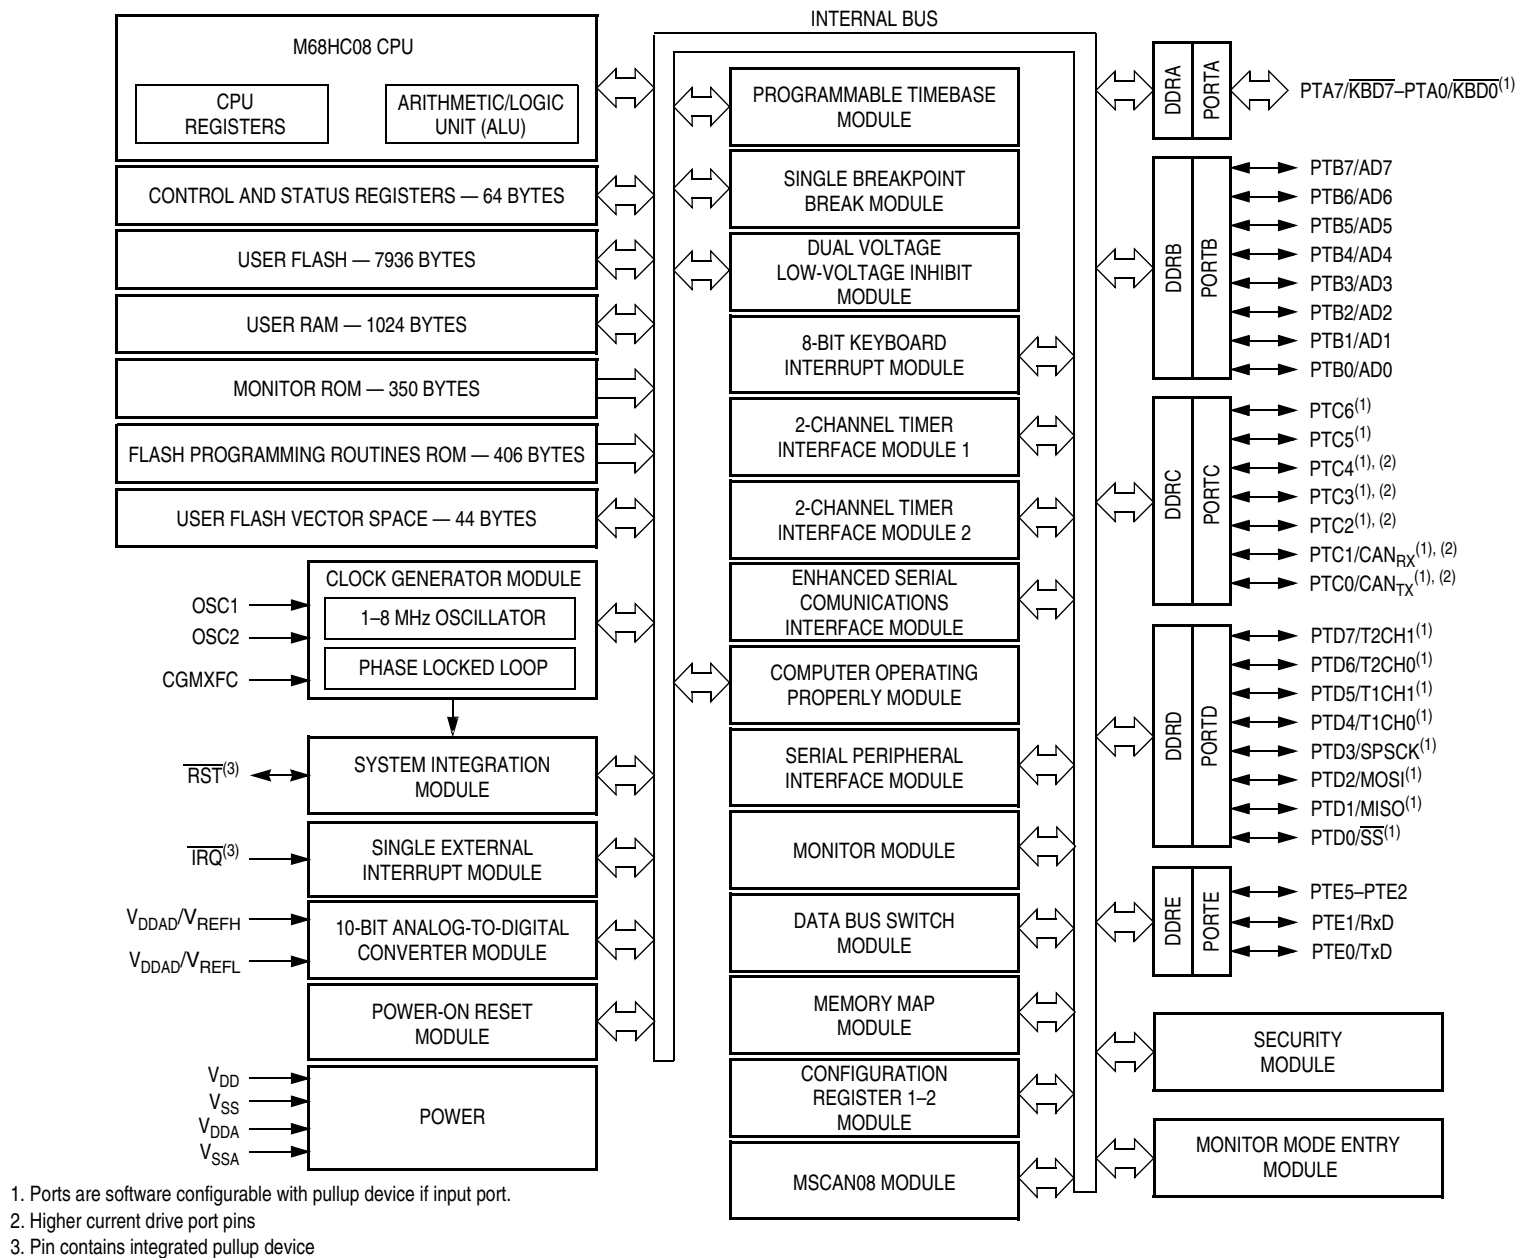 INTERNAL BUS
M68HC08 CPU
CPU
REGISTERS
ARITHMETIC/LOGIC
UNIT (ALU)
CONTROL AND STATUS REGISTERS — 64 BYTES
USER FLASH — 7936 BYTES
USER RAM — 1024 BYTES
MONITOR ROM — 350 BYTES
FLASH PROGRAMMING ROUTINES ROM — 406 BYTES
USER FLASH VECTOR SPACE — 44 BYTES
CLOCK GENERATOR MODULE
1–8 MHz OSCILLATOR
PHASE LOCKED LOOP
OSC1
OSC2
CGMXFC
SYSTEM INTEGRATION
MODULE
RST(3)
SINGLE EXTERNAL
INTERRUPT MODULE
IRQ(3)
10-BIT ANALOG-TO-DIGITAL
CONVERTER MODULE
VDDAD/VREFH
VDDAD/VREFL
POWER-ON RESET
MODULE
POWER
VDD
VSS
VDDA
VSSA
PROGRAMMABLE TIMEBASE
MODULE
SINGLE BREAKPOINT
BREAK MODULE
DUAL VOLTAGE
LOW-VOLTAGE INHIBIT
MODULE
8-BIT KEYBOARD
INTERRUPT MODULE
2-CHANNEL TIMER
INTERFACE MODULE 1
2-CHANNEL TIMER
INTERFACE MODULE 2
ENHANCED SERIAL
COMUNICATIONS
INTERFACE MODULE
COMPUTER OPERATING
PROPERLY MODULE
SERIAL PERIPHERAL
INTERFACE MODULE
MONITOR MODULE
DATA BUS SWITCH
MODULE
MEMORY MAP
MODULE
CONFIGURATION
REGISTER 1–2
MODULE
MSCAN08 MODULE
DDRA
PORTA
PTA7/KBD7–PTA0/KBD0(1)
DDRB
PORTB
PTB7/AD7
PTB6/AD6
PTB5/AD5
PTB4/AD4
PTB3/AD3
PTB2/AD2
PTB1/AD1
PTB0/AD0
DDRC
PORTC
PTC6(1)
PTC5(1)
PTC4(1), (2)
PTC3(1), (2)
PTC2(1), (2)
PTC1/CANRX(1), (2)
PTC0/CANTX(1), (2)
DDRD
PORTD
PTD7/T2CH1(1)
PTD6/T2CH0(1)
PTD5/T1CH1(1)
PTD4/T1CH0(1)
PTD3/SPSCK(1)
PTD2/MOSI(1)
PTD1/MISO(1)
PTD0/SS(1)
DDRE
PORTE
PTE5–PTE2
PTE1/RxD
PTE0/TxD
SECURITY
MODULE
MONITOR MODE ENTRY
MODULE
1. Ports are software configurable with pullup device if input port.
2. Higher current drive port pins
3. Pin contains integrated pullup device